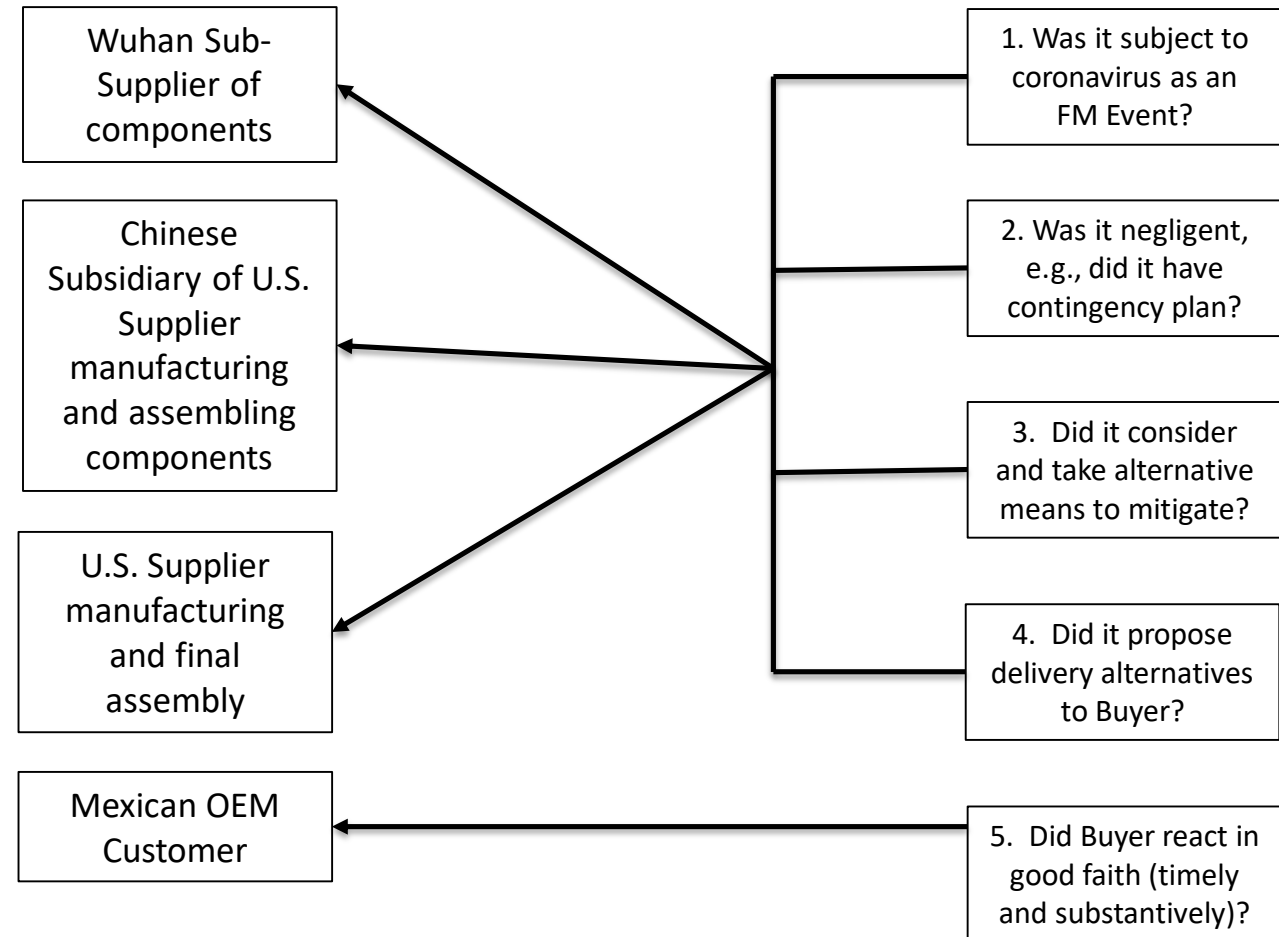 Wuhan Sub-
Supplier of
components
Chinese
Subsidiary of U.S.
Supplier
manufacturing
and assembling
components
U.S. Supplier
manufacturing
and final
assembly
Mexican OEM
Customer
1. Was it subject to
coronavirus as an
FM Event?
2. Was it negligent,
e.g., did it have
contingency plan?
3. Did it consider
and take alternative
means to mitigate?
4. Did it propose
delivery alternatives
to Buyer?
5. Did Buyer react in
good faith (timely
and substantively)?